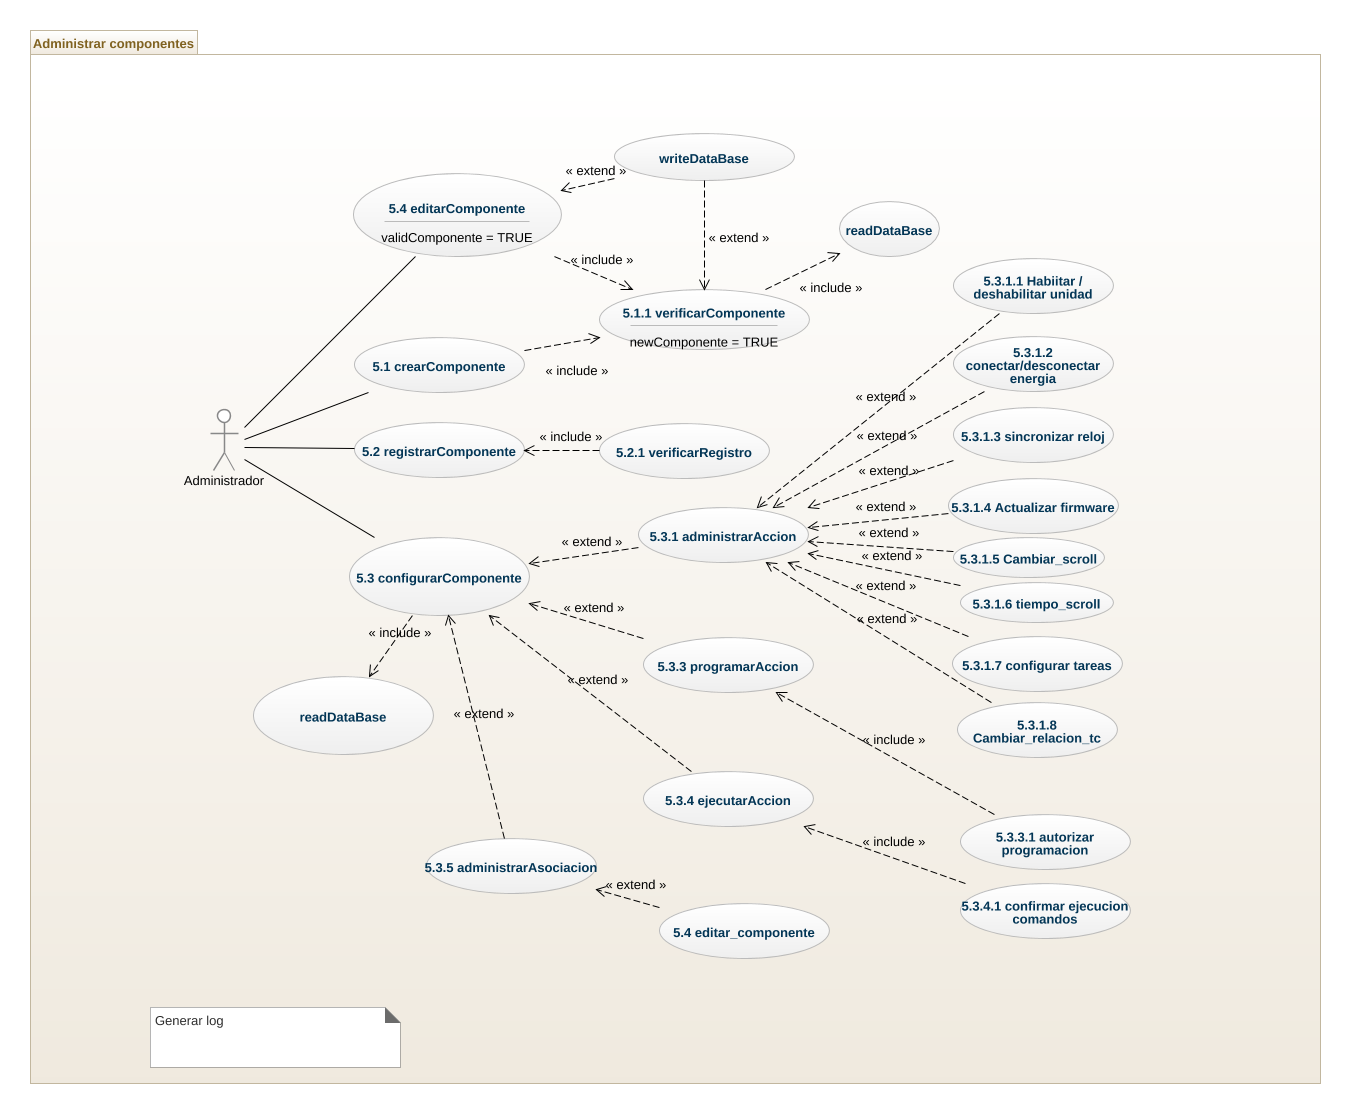 Administrar componentes
writeDataBase
« extend »
5.4 editarComponente
validComponente = TRUE
« extend »
readDataBase
« include »
« include »
5.3.1.1 Habiitar /
deshabilitar unidad
5.1.1 verificarComponente
newComponente = TRUE
5.1 crearComponente
« include »
5.3.1.2
conectar/desconectar
energia
« extend »
« extend »
5.3.1.3 sincronizar reloj
« include »
5.2 registrarComponente
5.2.1 verificarRegistro
« extend »
Administrador
« extend »
5.3.1.4 Actualizar firmware
5.3.1 administrarAccion
« extend »
« extend »
« extend »
5.3.1.5 Cambiar_scroll
5.3 configurarComponente
« extend »
5.3.1.6 tiempo_scroll
« extend »
« extend »
« include »
5.3.3 programarAccion
5.3.1.7 configurar tareas
« extend »
readDataBase
« extend »
5.3.1.8
Cambiar_relacion_tc
« include »
5.3.4 ejecutarAccion
5.3.3.1 autorizar
programacion
« include »
5.3.5 administrarAsociacion
« extend »
5.3.4.1 confirmar ejecucion
comandos
5.4 editar_componente
Generar log